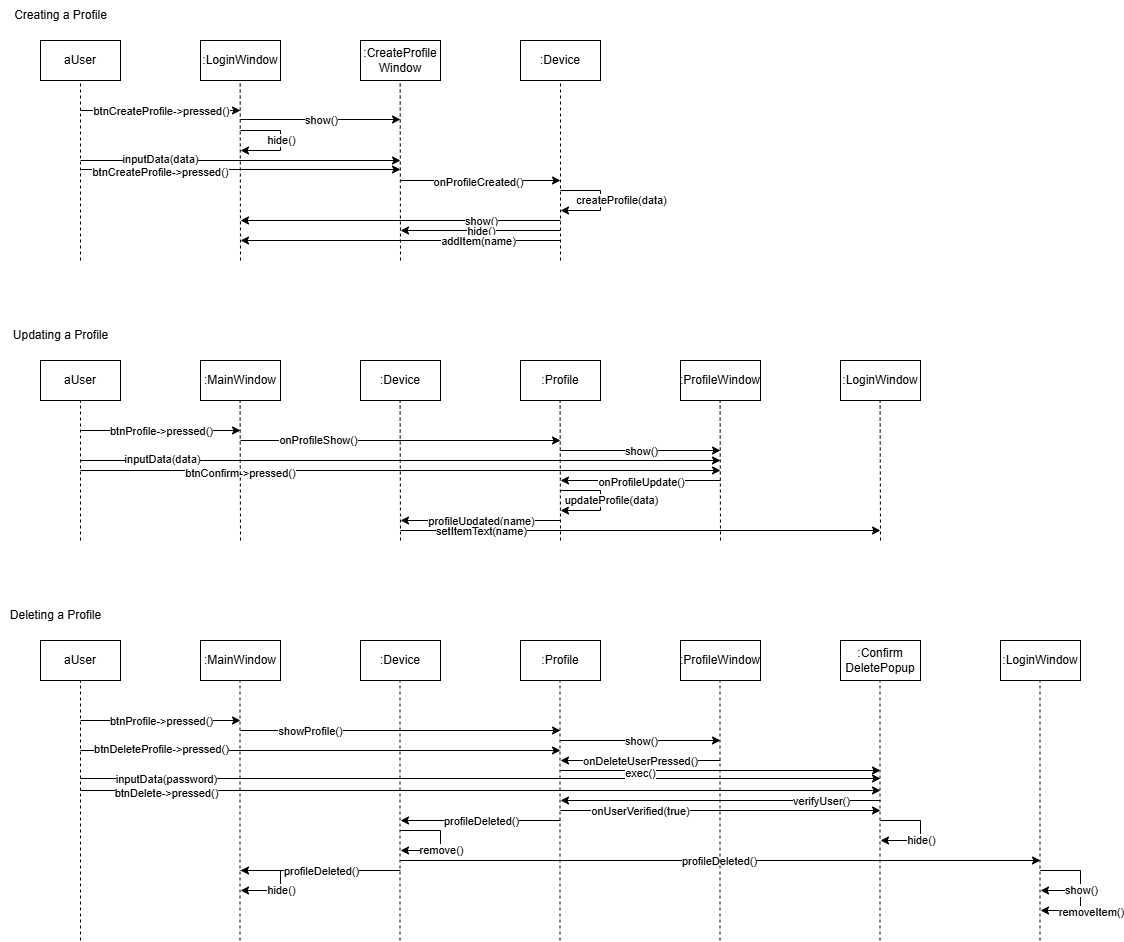 Creating a Profile
aUser
:LoginWindow
:CreateProfile
Window
:Device
btnCreateProfile->pressed()
show()
hide()
inputData(data)
btnCreateProfile->pressed()
onProfileCreated()
createProfile(data)
show()
hide()
addItem(name)
Updating a Profile
aUser
:MainWindow
:Device
:Profile
:ProfileWindow
:LoginWindow
btnProfile->pressed()
onProfileShow()
show()
inputData(data)
btnConfirm->pressed()
onProfileUpdate()
updateProfile(data)
profileUpdated(name)
setItemText(name)
Deleting a Profile
aUser
:MainWindow
:Device
:Profile
:ProfileWindow
:Confirm
DeletePopup
:LoginWindow
btnProfile->pressed()
showProfile()
show()
btnDeleteProfile->pressed()
onDeleteUserPressed()
exec()
inputData(password)
btnDelete->pressed()
verifyUser()
onUserVerified(true)
profileDeleted()
hide()
remove()
profileDeleted()
profileDeleted()
hide()
show()
removeItem()